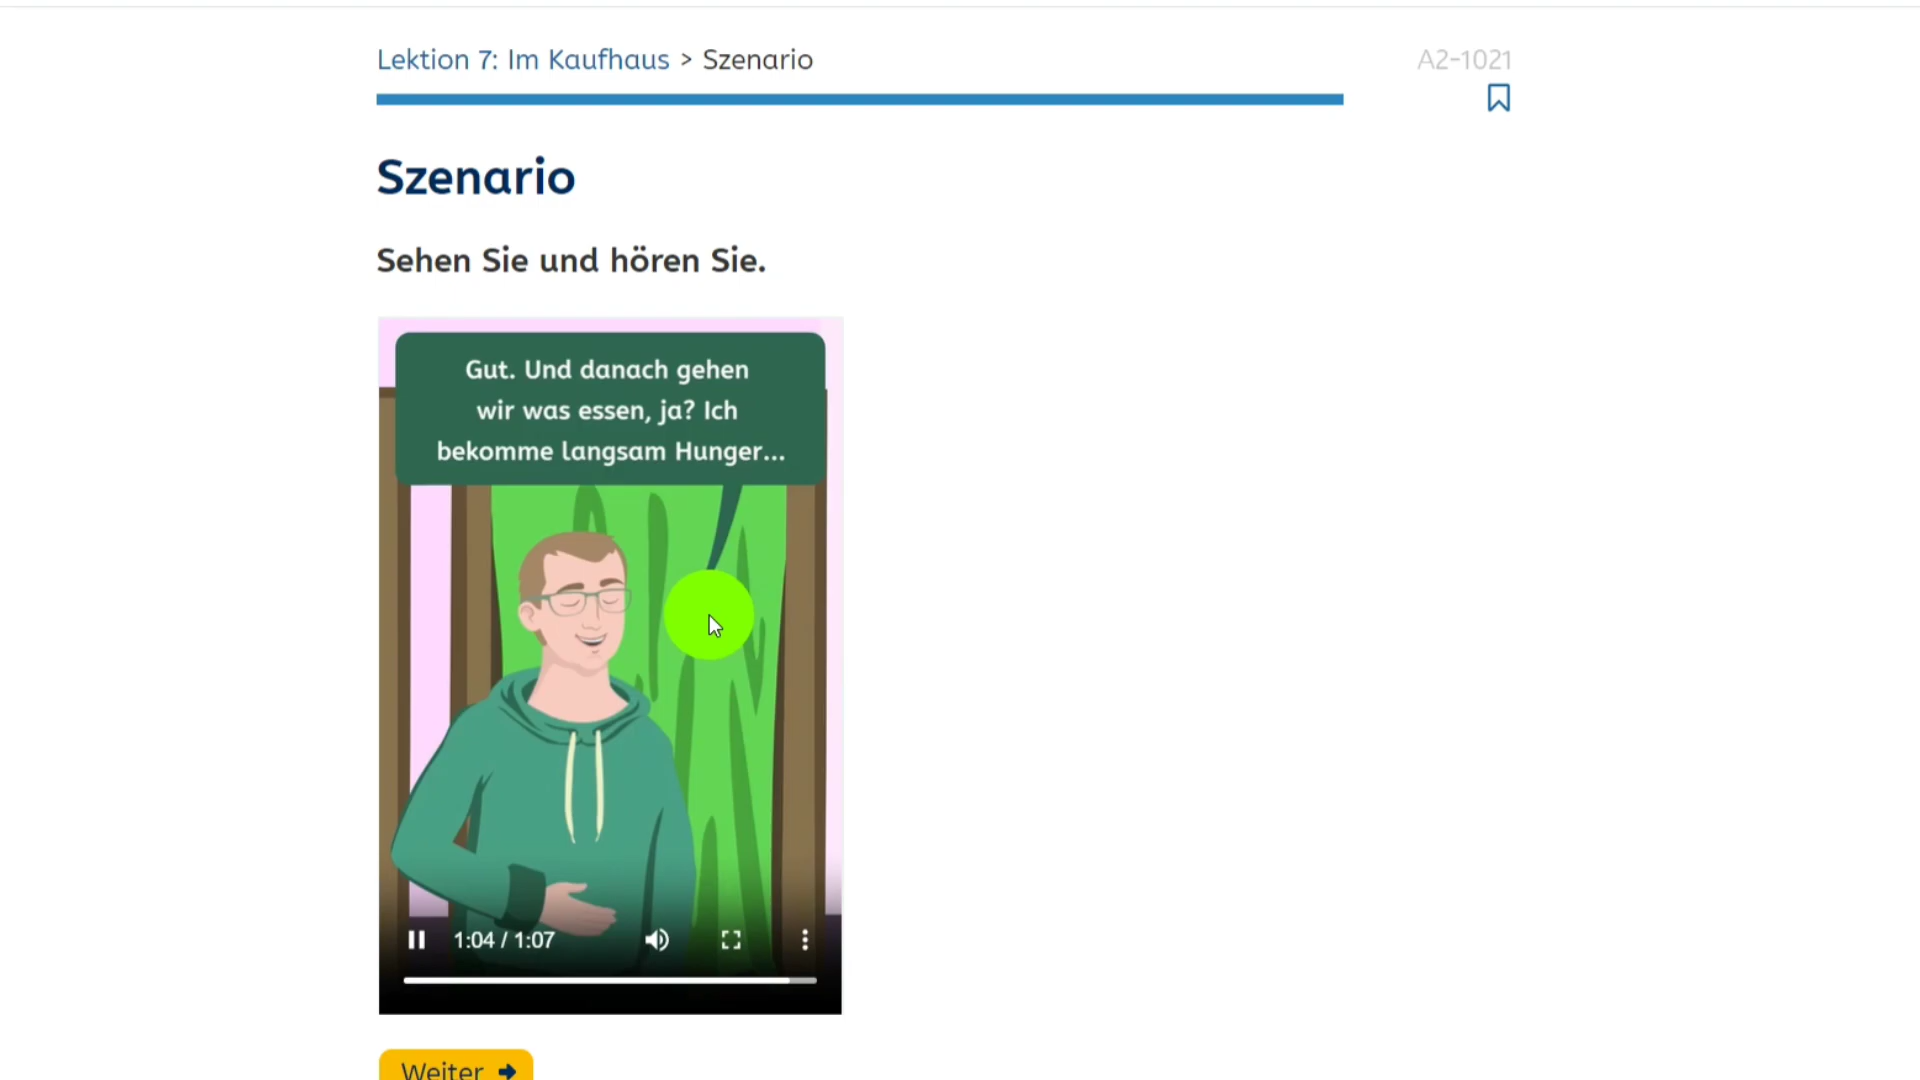 Lektion 7: Im Kaufhaus > Szenario
A2-1021
Szenario
Sehen Sie und hören Sie.
Gut. Und danach gehen
wir was essen, ja? Ich
bekomme langsam Hunger...
1:04 / 1:07
Weiter